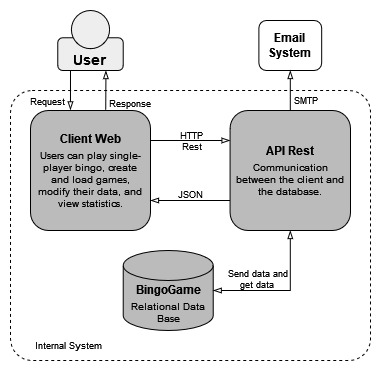 User
Email
System
Request
Response
SMTP
Client Web
Users can play single-
player bingo, create
and load games,
modify their data, and
view statistics.
HTTP
Rest
API Rest
Communication
between the client and
the database.
JSON
Send data and
get data
BingoGame
Relational Data
Base
Internal System